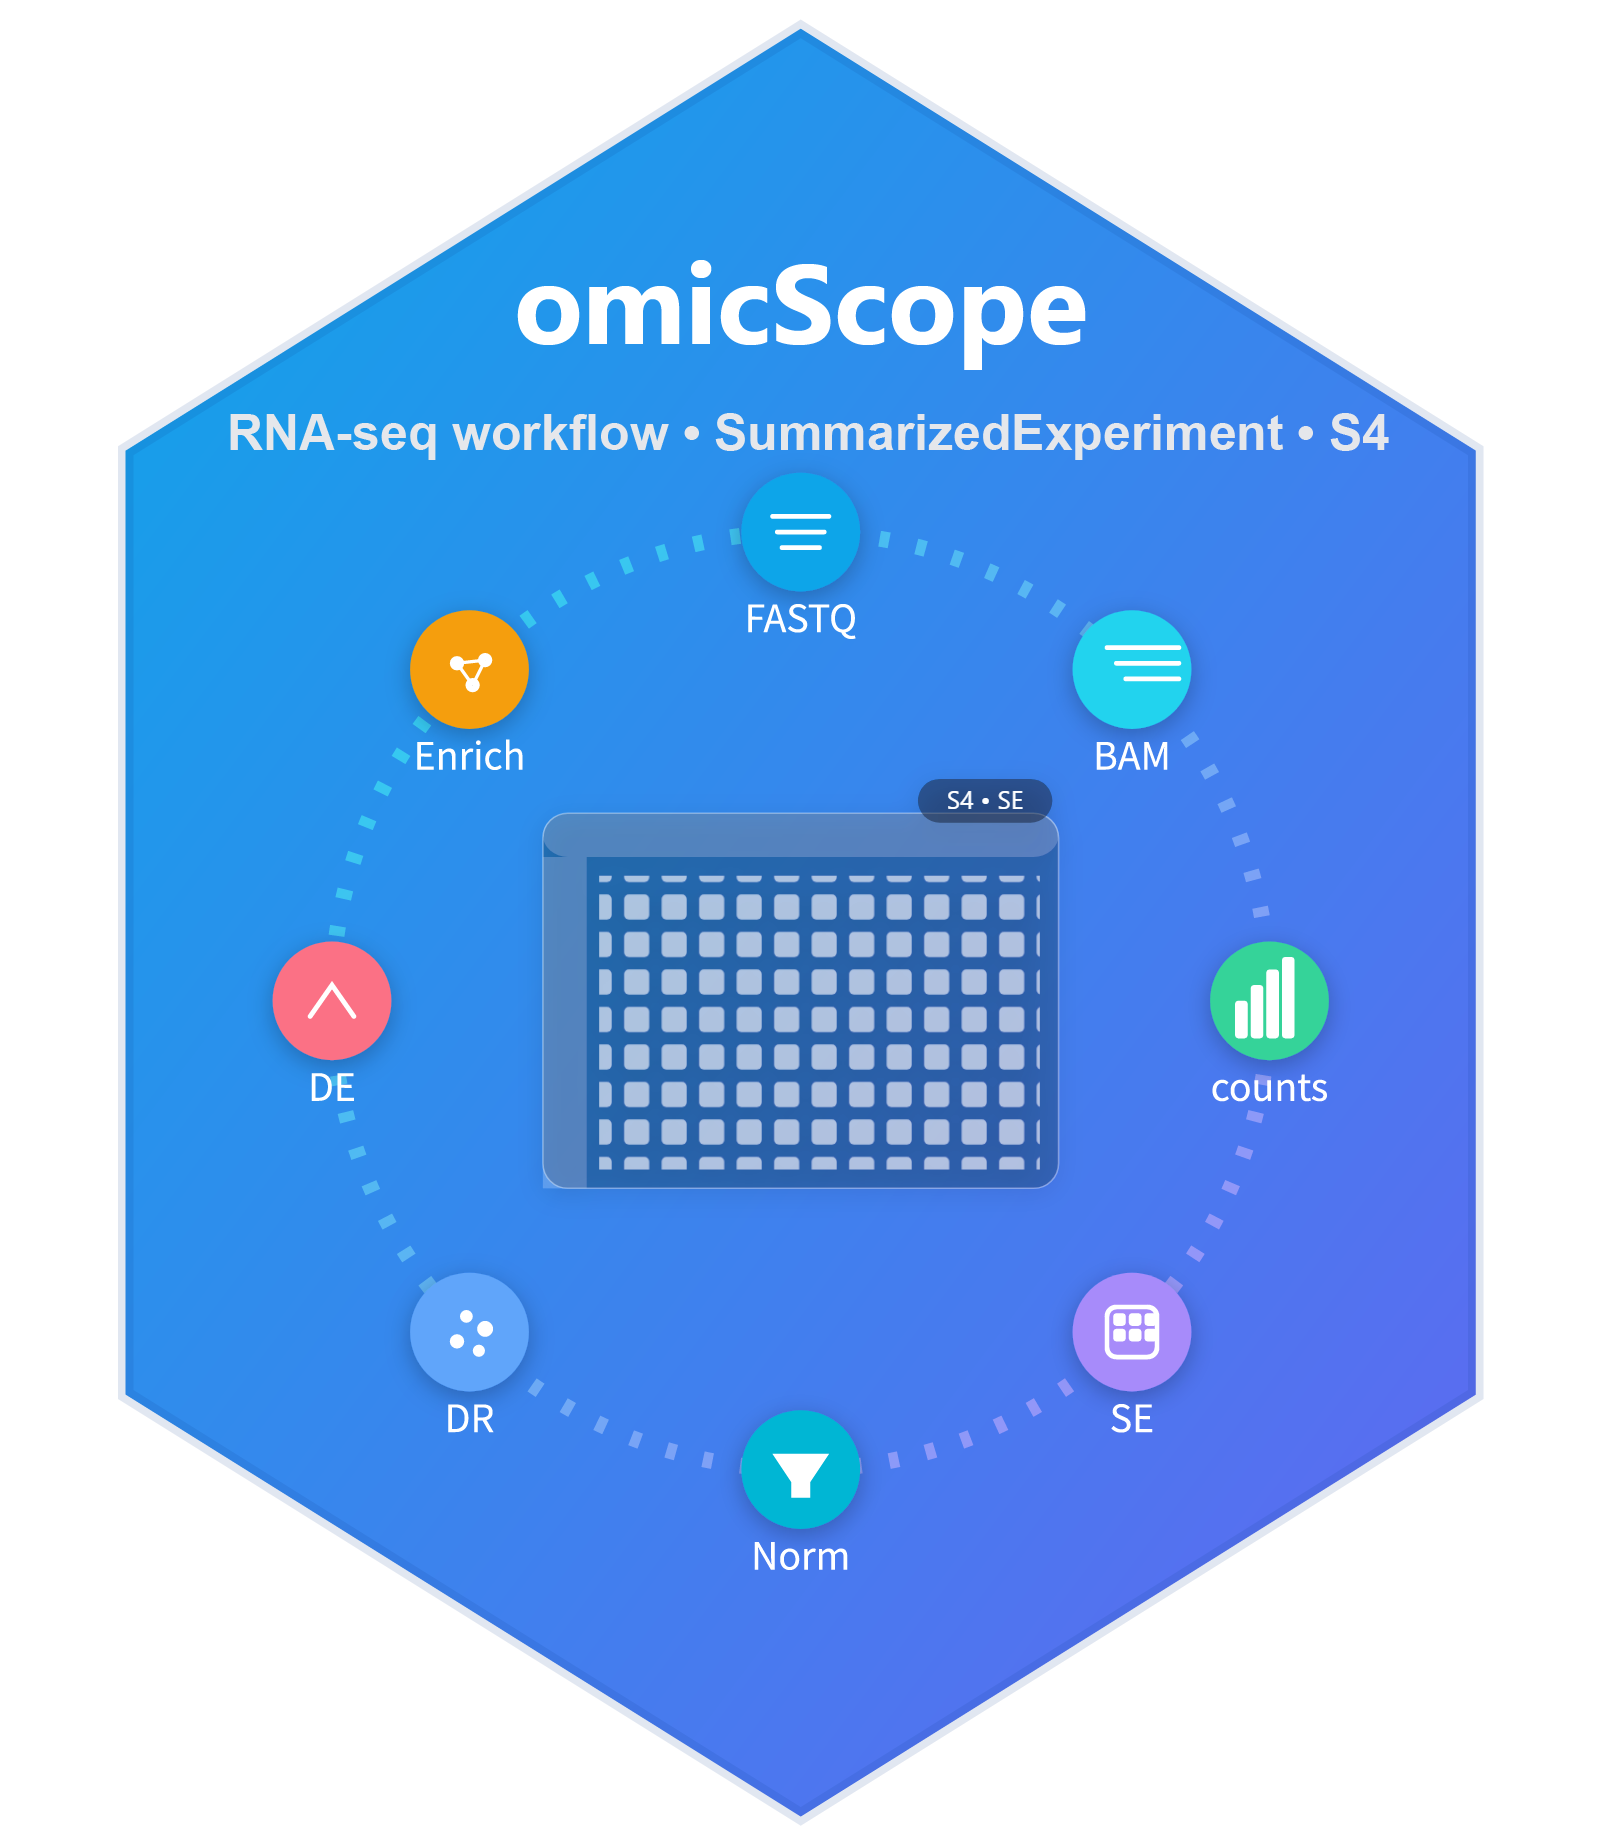 omicScope
RNA-seq workflow • SummarizedExperiment • S4
FASTQ
Enrich
BAM
S4 • SE
DE
counts
DR
SE
Norm